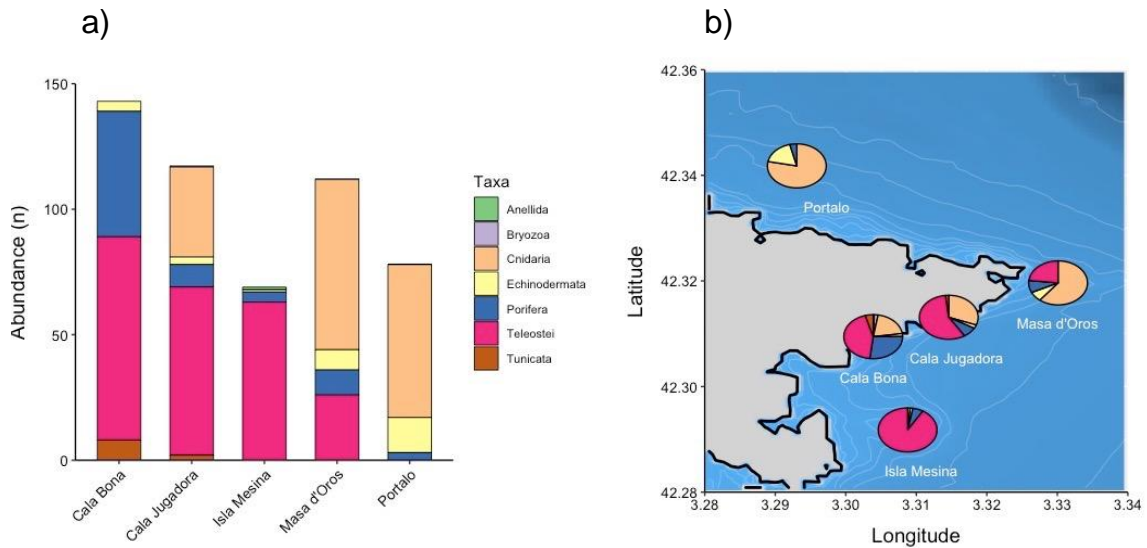 a)
150
100
50
0
Abundance (n)
Cala Bona
Cala Jugadora
Isla Mesina
Masa d'Oros
Portalo
Taxa
Anellida
Bryozoa
Cnidaria
Echinodermata
Porifera
Teleostei
Tunicata
b)
42.36
42.34
42.32
42.30
42.28
Latitude
Portalo
Masa d'Oros
Cala Jugadora
Cala Bona
Isla Mesina
3.28 3.29 3.30 3.31 3.32 3.33 3.34
Longitude